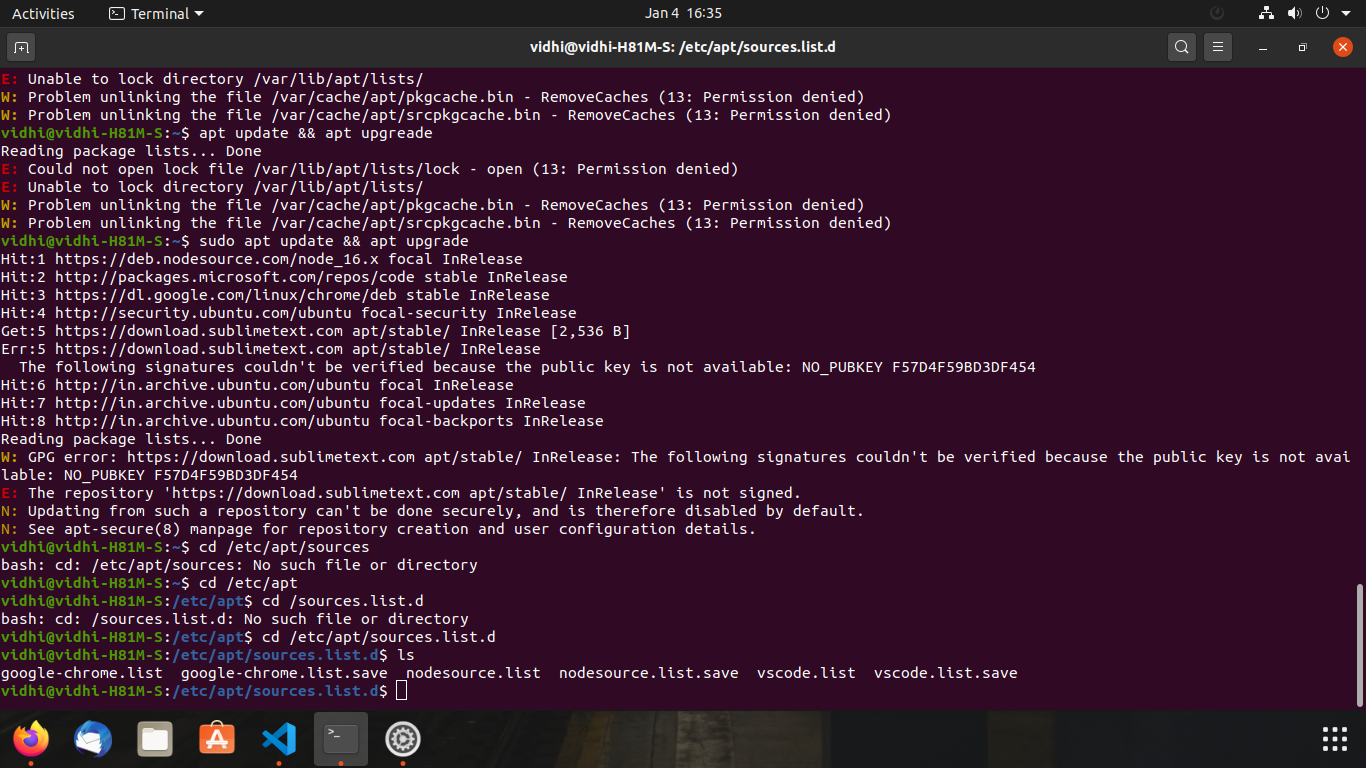 Activities
Terminal
Jan 4 16:35
vidhi@vidhi-H81M-S: /etc/apt/sources.list.d
E: Unable to lock directory /var/lib/apt/lists/
W: Problem unlinking the file /var/cache/apt/pkgcache.bin - RemoveCaches (13: Permission denied)
W: Problem unlinking the file /var/cache/apt/srcpkgcache.bin - RemoveCaches (13: Permission denied)
vidhi@vidhi-H81M-S:~$ apt update && apt upgreade
Reading package lists... Done
E: Could not open lock file /var/lib/apt/lists/lock - open (13: Permission denied)
E: Unable to lock directory /var/lib/apt/lists/
W: Problem unlinking the file /var/cache/apt/pkgcache.bin - RemoveCaches (13: Permission denied)
W: Problem unlinking the file /var/cache/apt/srcpkgcache.bin - RemoveCaches (13: Permission denied)
vidhi@vidhi-H81M-S:~$ sudo apt update && apt upgrade
Hit:1 https://deb.nodesource.com/node_16.x focal InRelease
Hit:2 http://packages.microsoft.com/repos/code stable InRelease
Hit:3 https://dl.google.com/linux/chrome/deb stable InRelease
Hit:4 http://security.ubuntu.com/ubuntu focal-security InRelease
Get:5 https://download.sublimetext.com apt/stable/ InRelease [2,536 B]
Err:5 https://download.sublimetext.com apt/stable/ InRelease
  The following signatures couldn't be verified because the public key is not available: NO_PUBKEY F57D4F59BD3DF454
Hit:6 http://in.archive.ubuntu.com/ubuntu focal InRelease
Hit:7 http://in.archive.ubuntu.com/ubuntu focal-updates InRelease
Hit:8 http://in.archive.ubuntu.com/ubuntu focal-backports InRelease
Reading package lists... Done
W: GPG error: https://download.sublimetext.com apt/stable/ InRelease: The following signatures couldn't be verified because the public key is not avai
lable: NO_PUBKEY F57D4F59BD3DF454
E: The repository 'https://download.sublimetext.com apt/stable/ InRelease' is not signed.
N: Updating from such a repository can't be done securely, and is therefore disabled by default.
N: See apt-secure(8) manpage for repository creation and user configuration details.
vidhi@vidhi-H81M-S:~$ cd /etc/apt/sources
bash: cd: /etc/apt/sources: No such file or directory
vidhi@vidhi-H81M-S:~$ cd /etc/apt
vidhi@vidhi-H81M-S:/etc/apt$ cd /sources.list.d
bash: cd: /sources.list.d: No such file or directory
vidhi@vidhi-H81M-S:/etc/apt$ cd /etc/apt/sources.list.d
vidhi@vidhi-H81M-S:/etc/apt/sources.list.d$ ls
google-chrome.list  google-chrome.list.save  nodesource.list  nodesource.list.save  vscode.list  vscode.list.save
vidhi@vidhi-H81M-S:/etc/apt/sources.list.d$